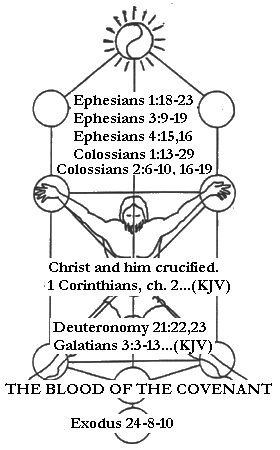 Ephesians 1:18-23
Ephesians 3:9-19
Ephesians 4:15,16
Colossians 1:13-29
Colossians 2:6-10, 16-19
Christ and him crucified.
1 Corinthians, ch. 2...(KJV)
Deuteronomy 21:22,23
Galatians 3:3-13...(KJV)
THE BLOOD OF THE COVENANT
Exodus 24-8-10